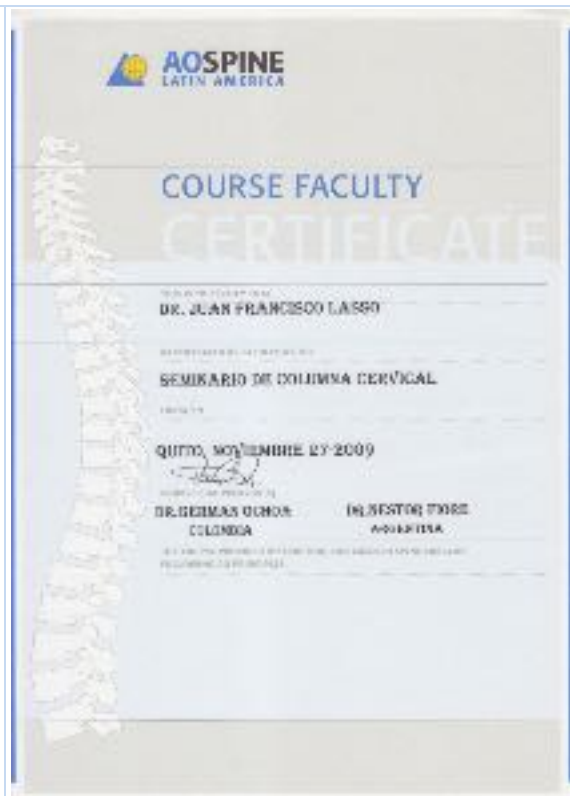 AOSPINE
LATIN AMERICA
COURSE FACULTY
CERTIFICATE
DR. JUAN FRANCISCO LASSO
SEMINARIO DE COLUMNA CERVICAL
QUITO, NOVIEMBRE 27-2009
DR. GERMAN OCHOA DR. NESTOR FIORE
COLOMBIA ARGENTINA